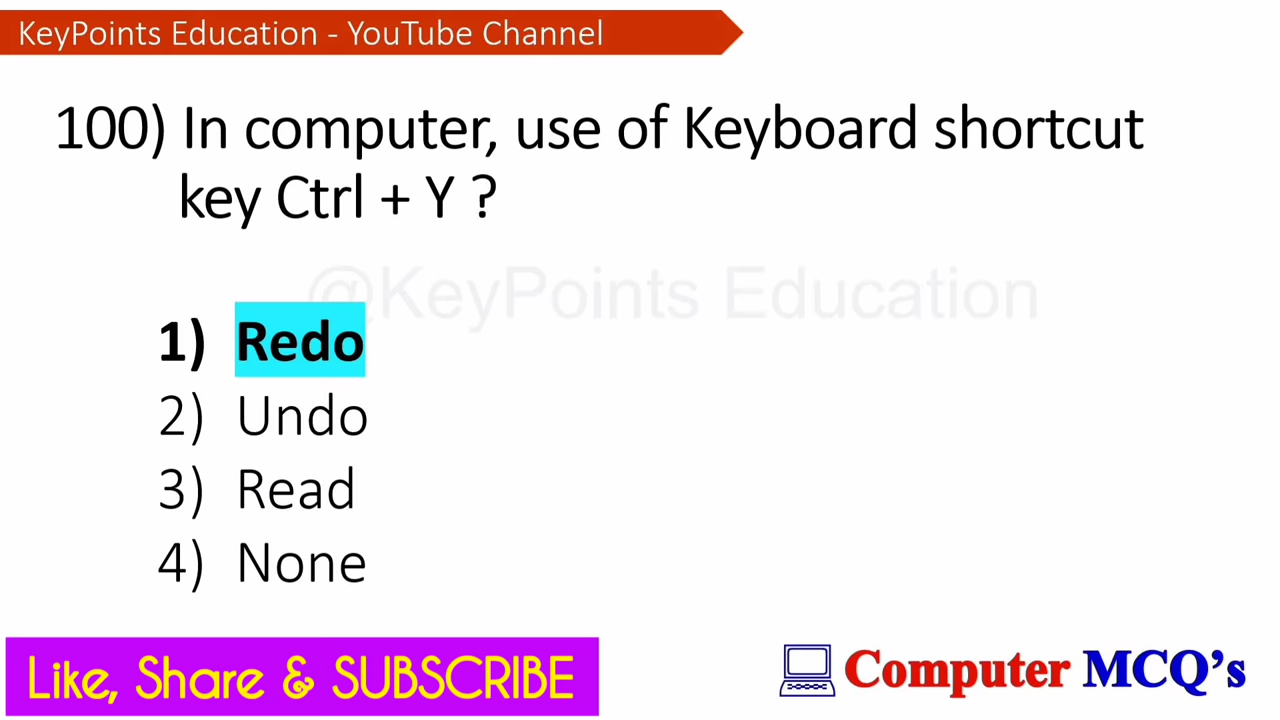 KeyPoints Education - YouTube Channel
100) In computer, use of Keyboard shortcut
key Ctrl + Y ?
@KeyPoints Education
1) Redo
2) Undo
3) Read
4) None
Like, Share & SUBSCRIBE
Computer MCQ's